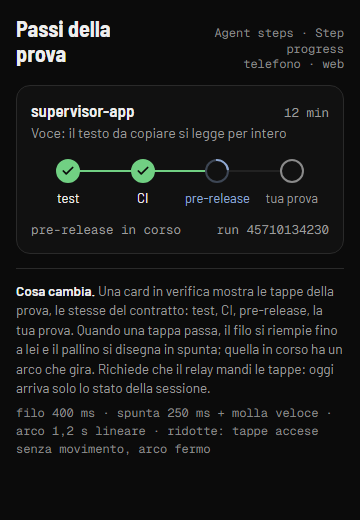 Passi della
prova
Agent steps · Step
progress
telefono · web
supervisor-app
12 min
Voce: il testo da copiare si legge per intero
test
CI
pre-release
tua prova
pre-release in corso
run 45710134230
Cosa cambia. Una card in verifica mostra le tappe della
prova, le stesse del contratto: test, CI, pre-release, la
tua prova. Quando una tappa passa, il filo si riempie fino
a lei e il pallino si disegna in spunta; quella in corso ha un
arco che gira. Richiede che il relay mandi le tappe: oggi
arriva solo lo stato della sessione.
filo 400 ms · spunta 250 ms + molla veloce ·
arco 1,2 s lineare · ridotte: tappe accese
senza movimento, arco fermo